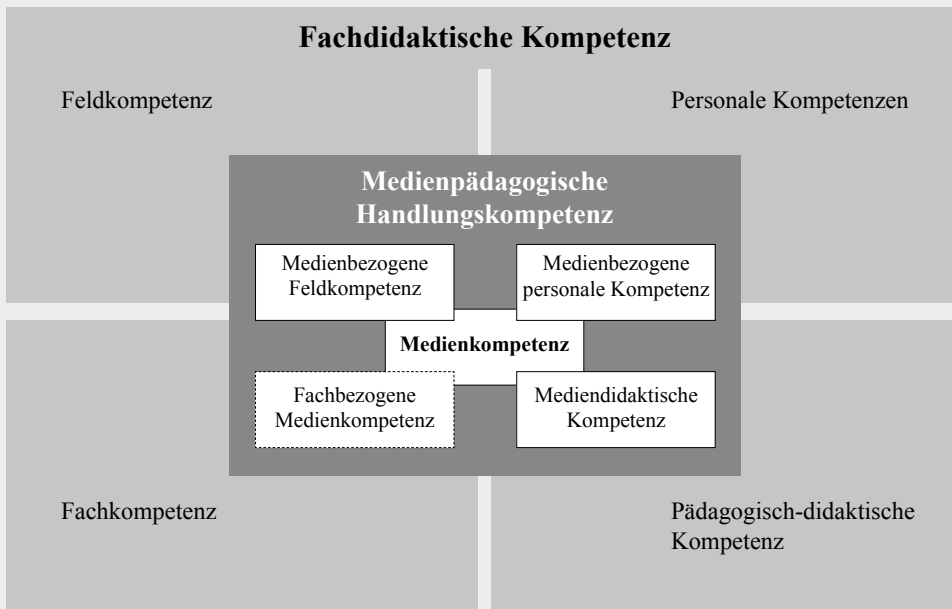 Fachdidaktische Kompetenz
Feldkompetenz
Personale Kompetenzen
Medienpädagogische
Handlungskompetenz
Medienbezogene
Feldkompetenz
Medienbezogene
personale Kompetenz
Medienkompetenz
Fachbezogene
Medienkompetenz
Mediendidaktische
Kompetenz
Fachkompetenz
Pädagogisch-didaktische
Kompetenz